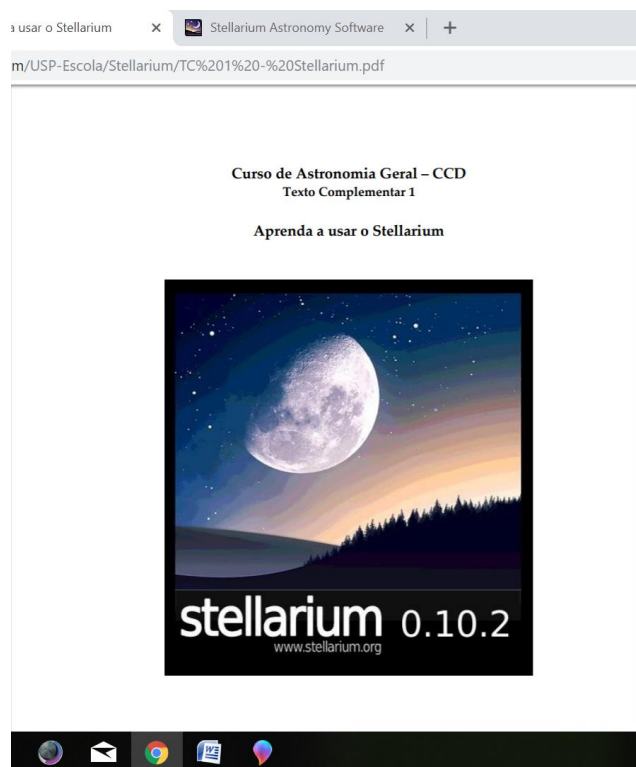 a usar o Stellarium
Stellarium Astronomy Software
m/USP-Escola/Stellarium/TC%201%20-%20Stellarium.pdf
Curso de Astronomia Geral – CCD
Texto Complementar 1
Aprenda a usar o Stellarium
stellarium 0.10.2
www.stellarium.org
W